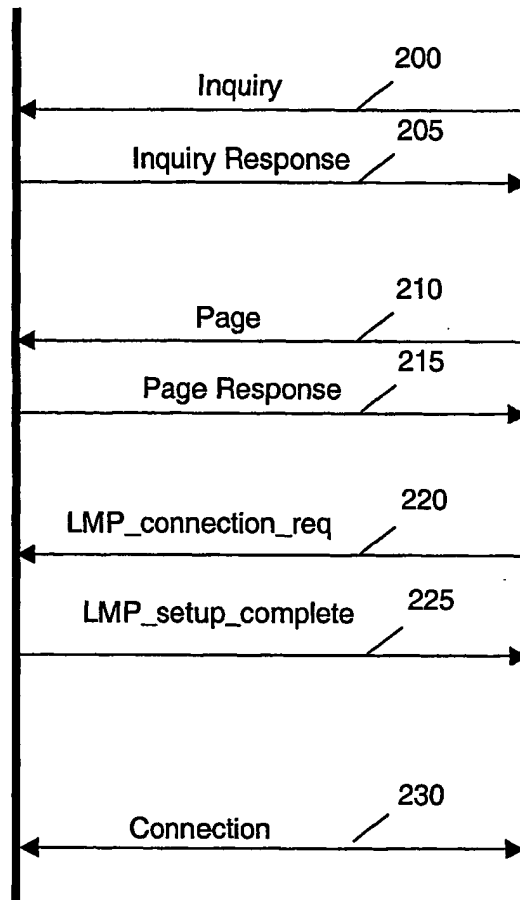 200
Inquiry
205
Inquiry Response
210
Page
215
Page Response
220
LMP_connection_req
225
LMP_setup_complete
230
Connection